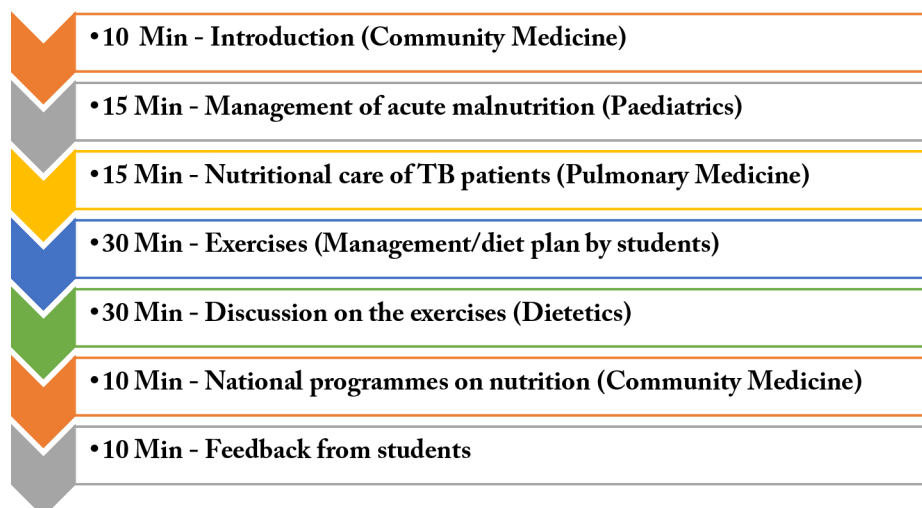 •10 Min - Introduction (Community Medicine)
•15 Min - Management of acute malnutrition (Paediatrics)
•15 Min - Nutritional care of TB patients (Pulmonary Medicine)
•30 Min - Exercises (Management/diet plan by students)
•30 Min - Discussion on the exercises (Dietetics)
•10 Min - National programmes on nutrition (Community Medicine)
•10 Min - Feedback from students